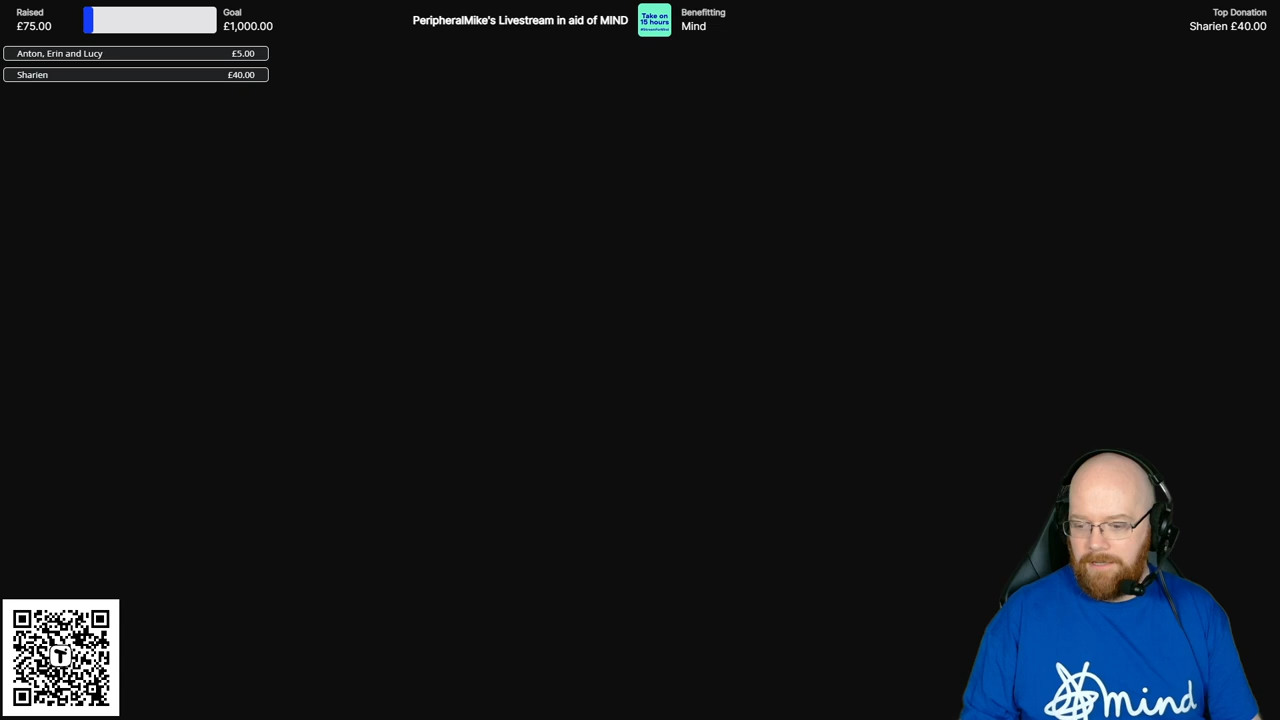 Raised
£75.00
Goal
£1,000.00
PeripheralMike's Livestream in aid of MIND
Take on
15 hours
Benefitting
Mind
Top Donation
Sharien £40.00
Anton, Erin and Lucy £5.00
Sharien £40.00
T
mind